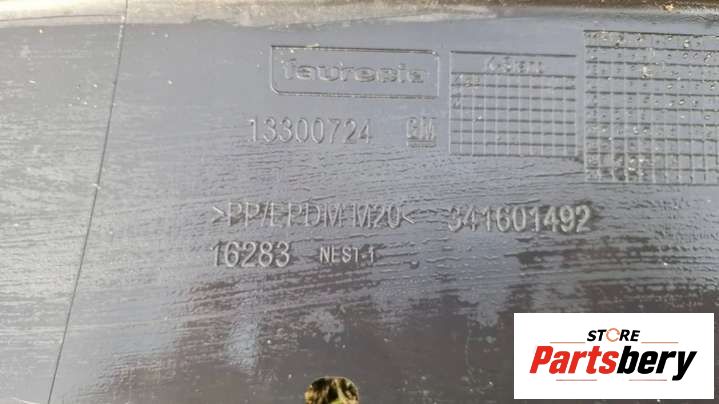 faurecia
13300724 GM
>PP/EPDM-M20< 341601492
16283 NEST-1
STORE
Partsbery